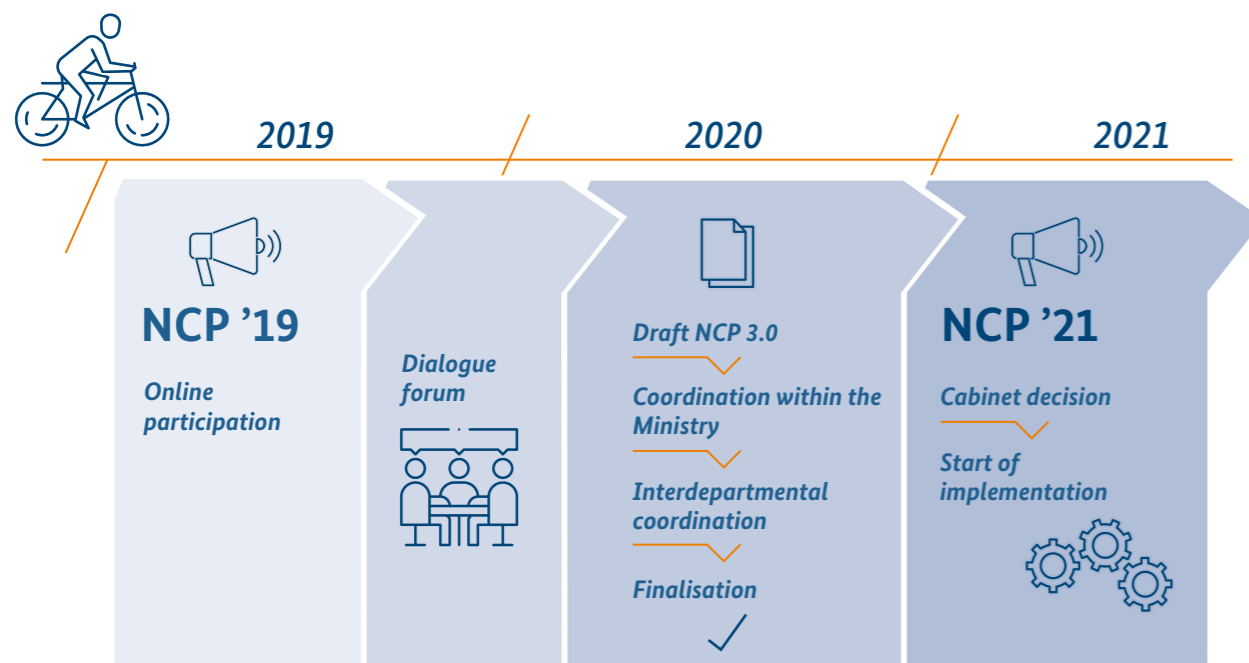 2019
2020
2021
NCP ’19
Online
participation
Dialogue
forum
Draft NCP 3.0
Coordination within the
Ministry
Interdepartmental
coordination
Finalisation
NCP ’21
Cabinet decision
Start of
implementation